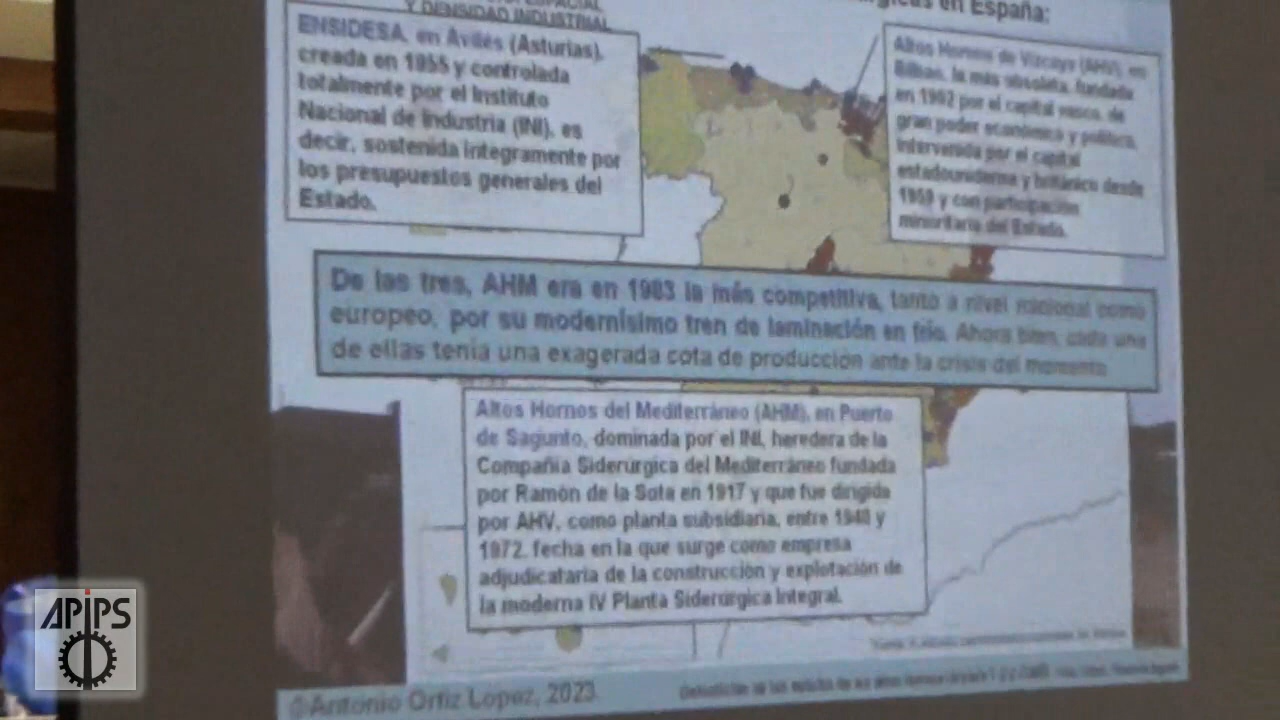 Y DENSIDAD INDUSTRIAL
en España:
ENSIDESA, en Avilés (Asturias),
creada en 1955 y controlada
totalmente por el Instituto
Nacional de Industria (INI), es
decir, sostenida íntegramente por
los presupuestos generales del
Estado.
Altos Hornos de Vizcaya (AHV), en
Bilbao, la más obsoleta, fundada
en 1902 por el capital vasco, de
gran poder económico y político,
intervenida por el capital
estadounidense y británico desde
1959 y con participación
minoritaria del Estado.
De las tres, AHM era en 1983 la más competitiva, tanto a nivel nacional como
europeo, por su modernísimo tren de laminación en frío. Ahora bien, cada una
de ellas tenía una exagerada cota de producción ante la crisis del momento
Altos Hornos del Mediterráneo (AHM), en Puerto
de Sagunto, dominada por el INI, heredera de la
Compañía Siderúrgica del Mediterráneo fundada
por Ramón de la Sota en 1917 y que fue dirigida
por AHV, como planta subsidiaria, entre 1940 y
1972, fecha en la que surge como empresa
adjudicataria de la construcción y explotación de
la moderna IV Planta Siderúrgica Integral.
©Antonio Ortiz López, 2023
APIPS